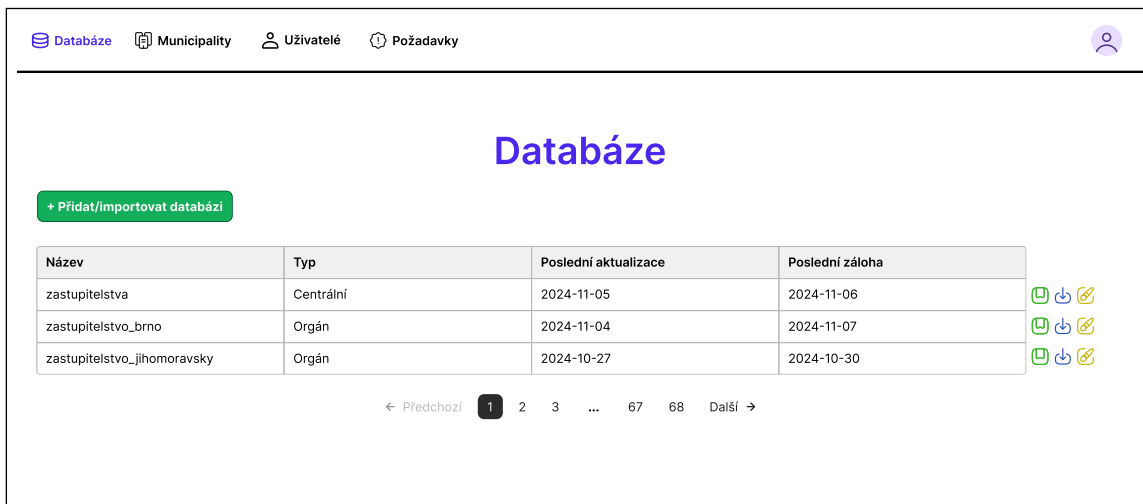 Databáze Municipality Uživatelé Požadavky
Databáze
+ Přidat/importovat databázi
Název Typ Poslední aktualizace Poslední záloha
zastupitelstva Centrální 2024-11-05 2024-11-06
zastupitelstvo_brno Orgán 2024-11-04 2024-11-07
zastupitelstvo_jihomoravsky Orgán 2024-10-27 2024-10-30
← Předchozí 1 2 3 ... 67 68 Další →